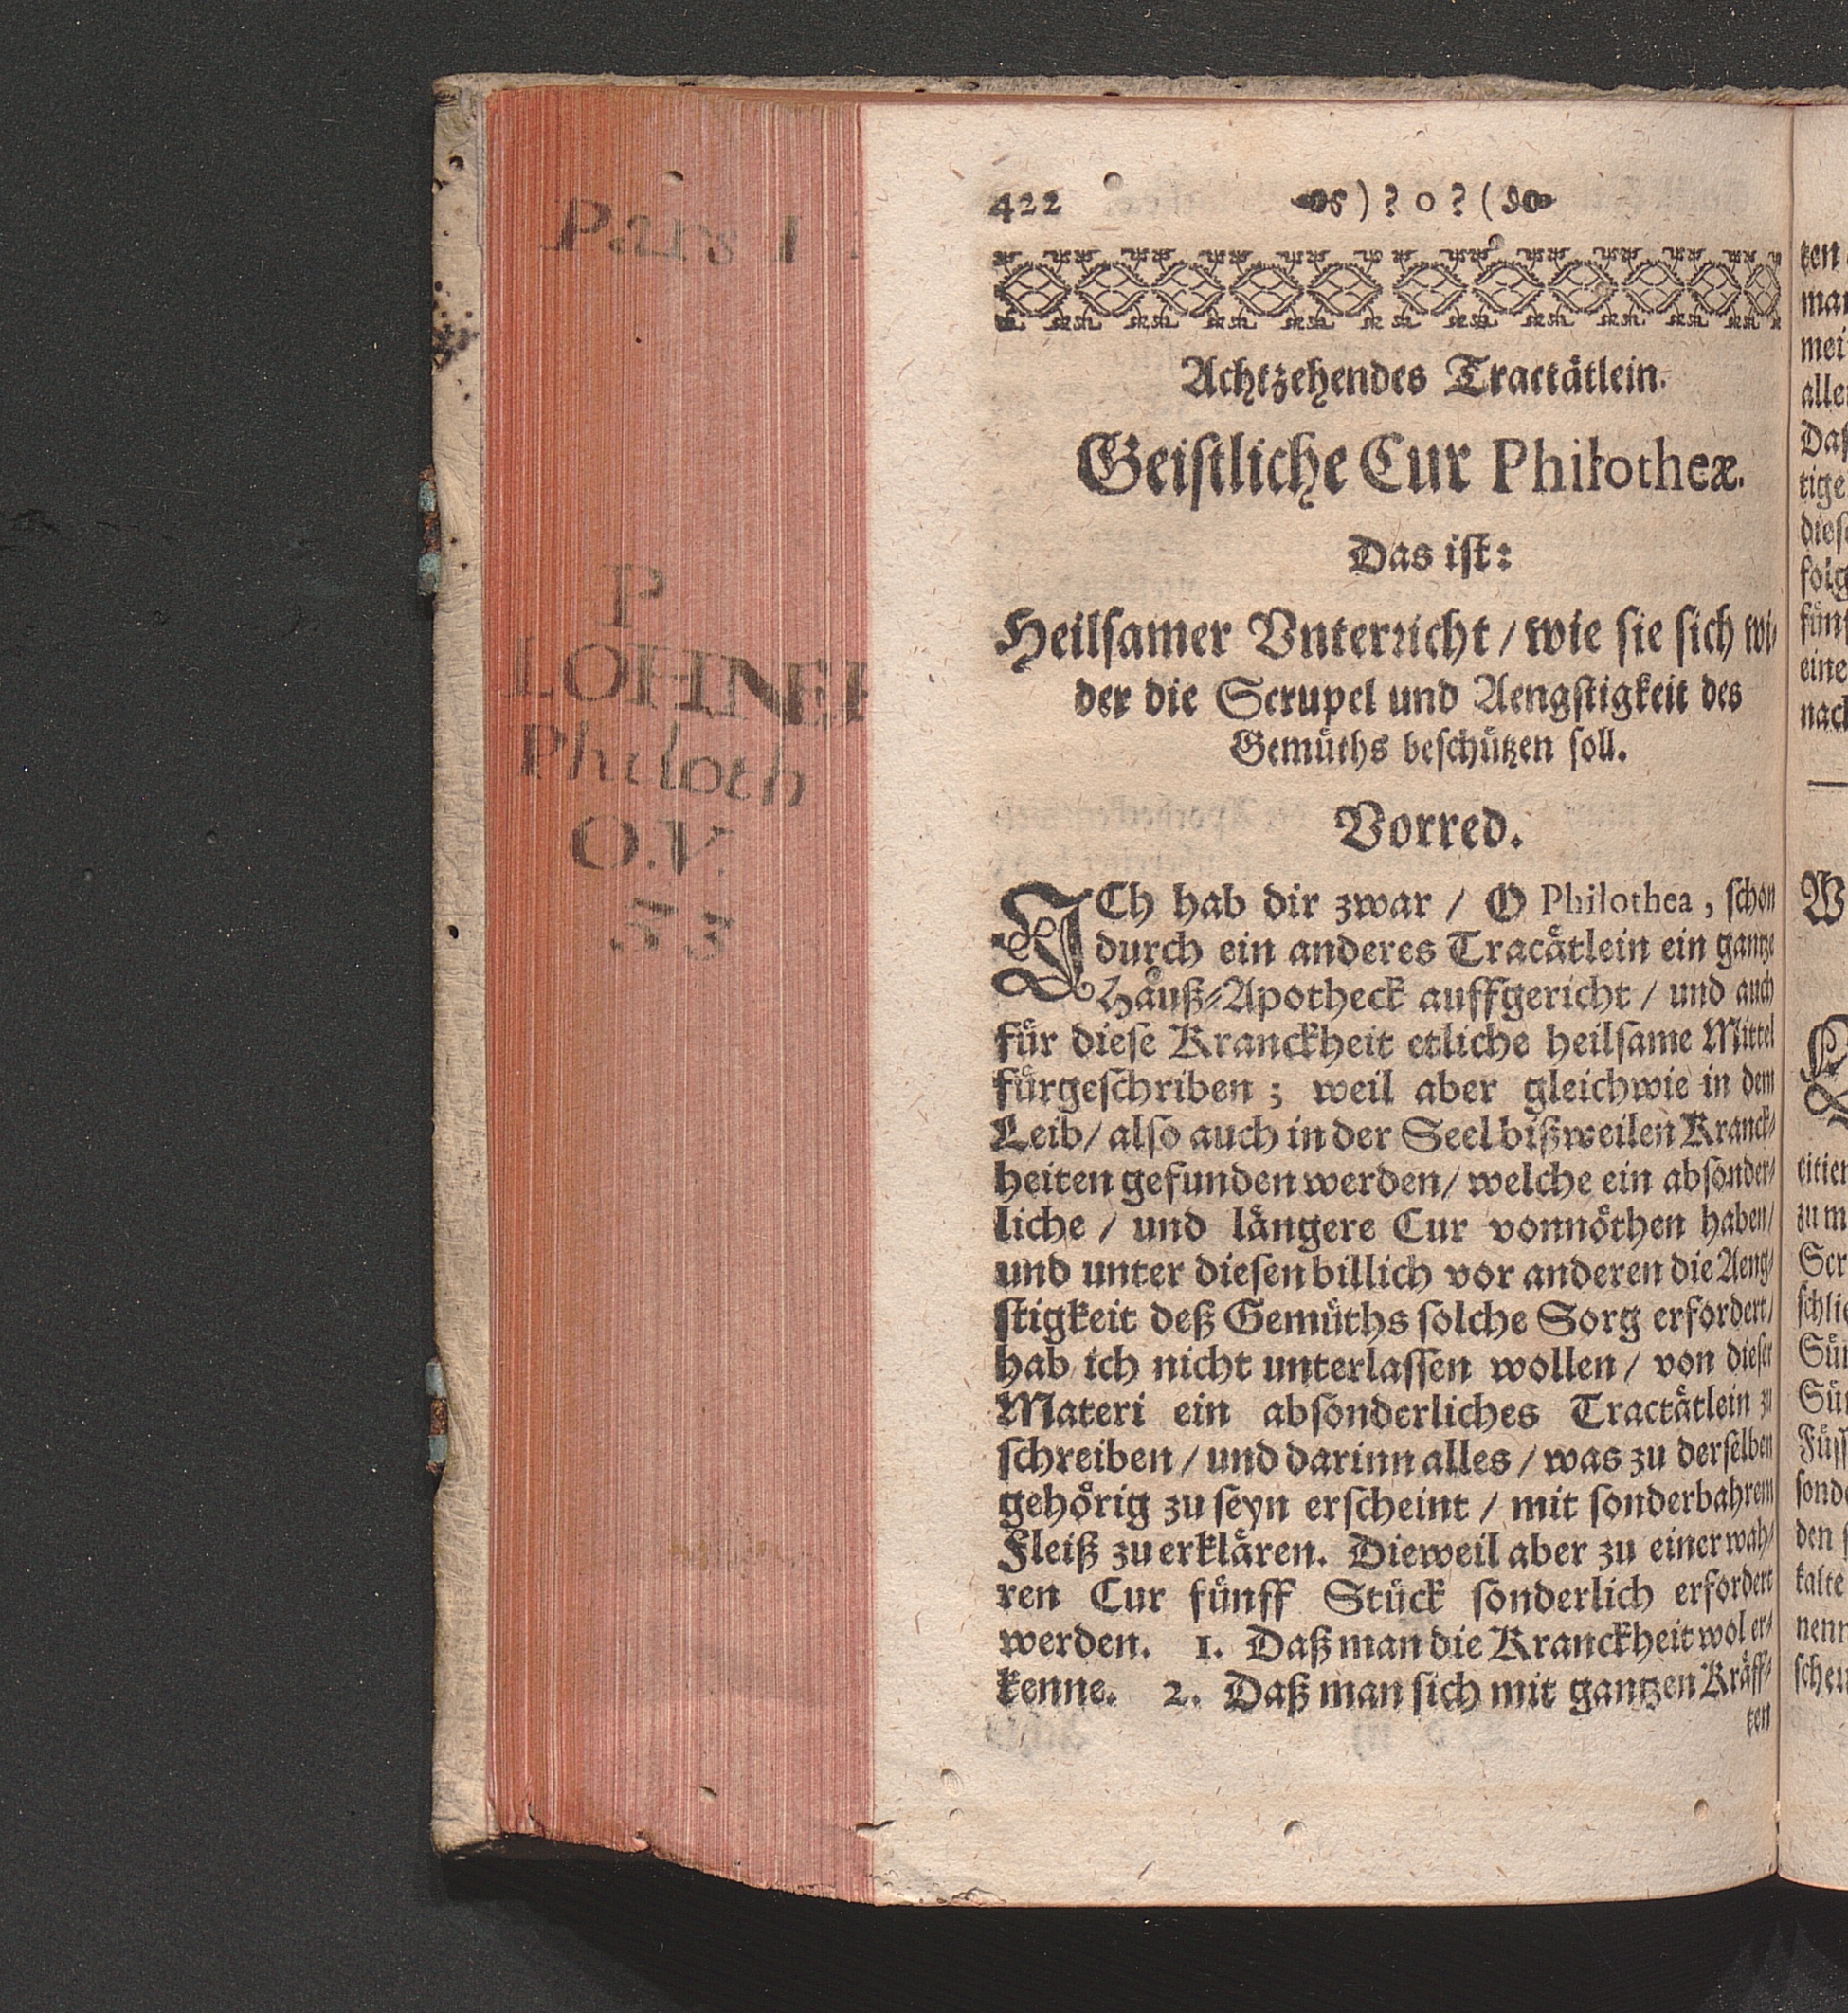 Pars I
P
LOHNER
Philoth
O.V.
53
422
Achtzehendes Tractätlein.
Geistliche Cur Philotheæ.
Das ist:
Heilsamer Vnterricht / wie sie sich wi-
der die Scrupel und Aengstigkeit des
Gemüths beschützen soll.
Vorred.
ICh hab dir zwar / O Philothea, schon
durch ein anderes Tracätlein ein gantze
Hauß-Apotheck auffgericht / und auch
für diese Kranckheit etliche heilsame Mittel
fürgeschriben; weil aber gleichwie in dem
Leib / also auch in der Seel bißweilen Kranck-
heiten gefunden werden / welche ein absonder-
liche / und längere Cur vonnöthen haben /
und unter diesen billich vor anderen die Aeng-
stigkeit deß Gemüths solche Sorg erfordert /
hab ich nicht unterlassen wollen / von dieser
Materi ein absonderliches Tractätlein zu
schreiben / und darinn alles / was zu derselben
gehörig zu seyn erscheint / mit sonderbahrem
Fleiß zu erklären. Dieweil aber zu einer wah-
ren Cur fünff Stück sonderlich erfordert
werden. 1. Daß man die Kranckheit wol er-
kenne. 2. Daß man sich mit gantzen Kräff-
ten